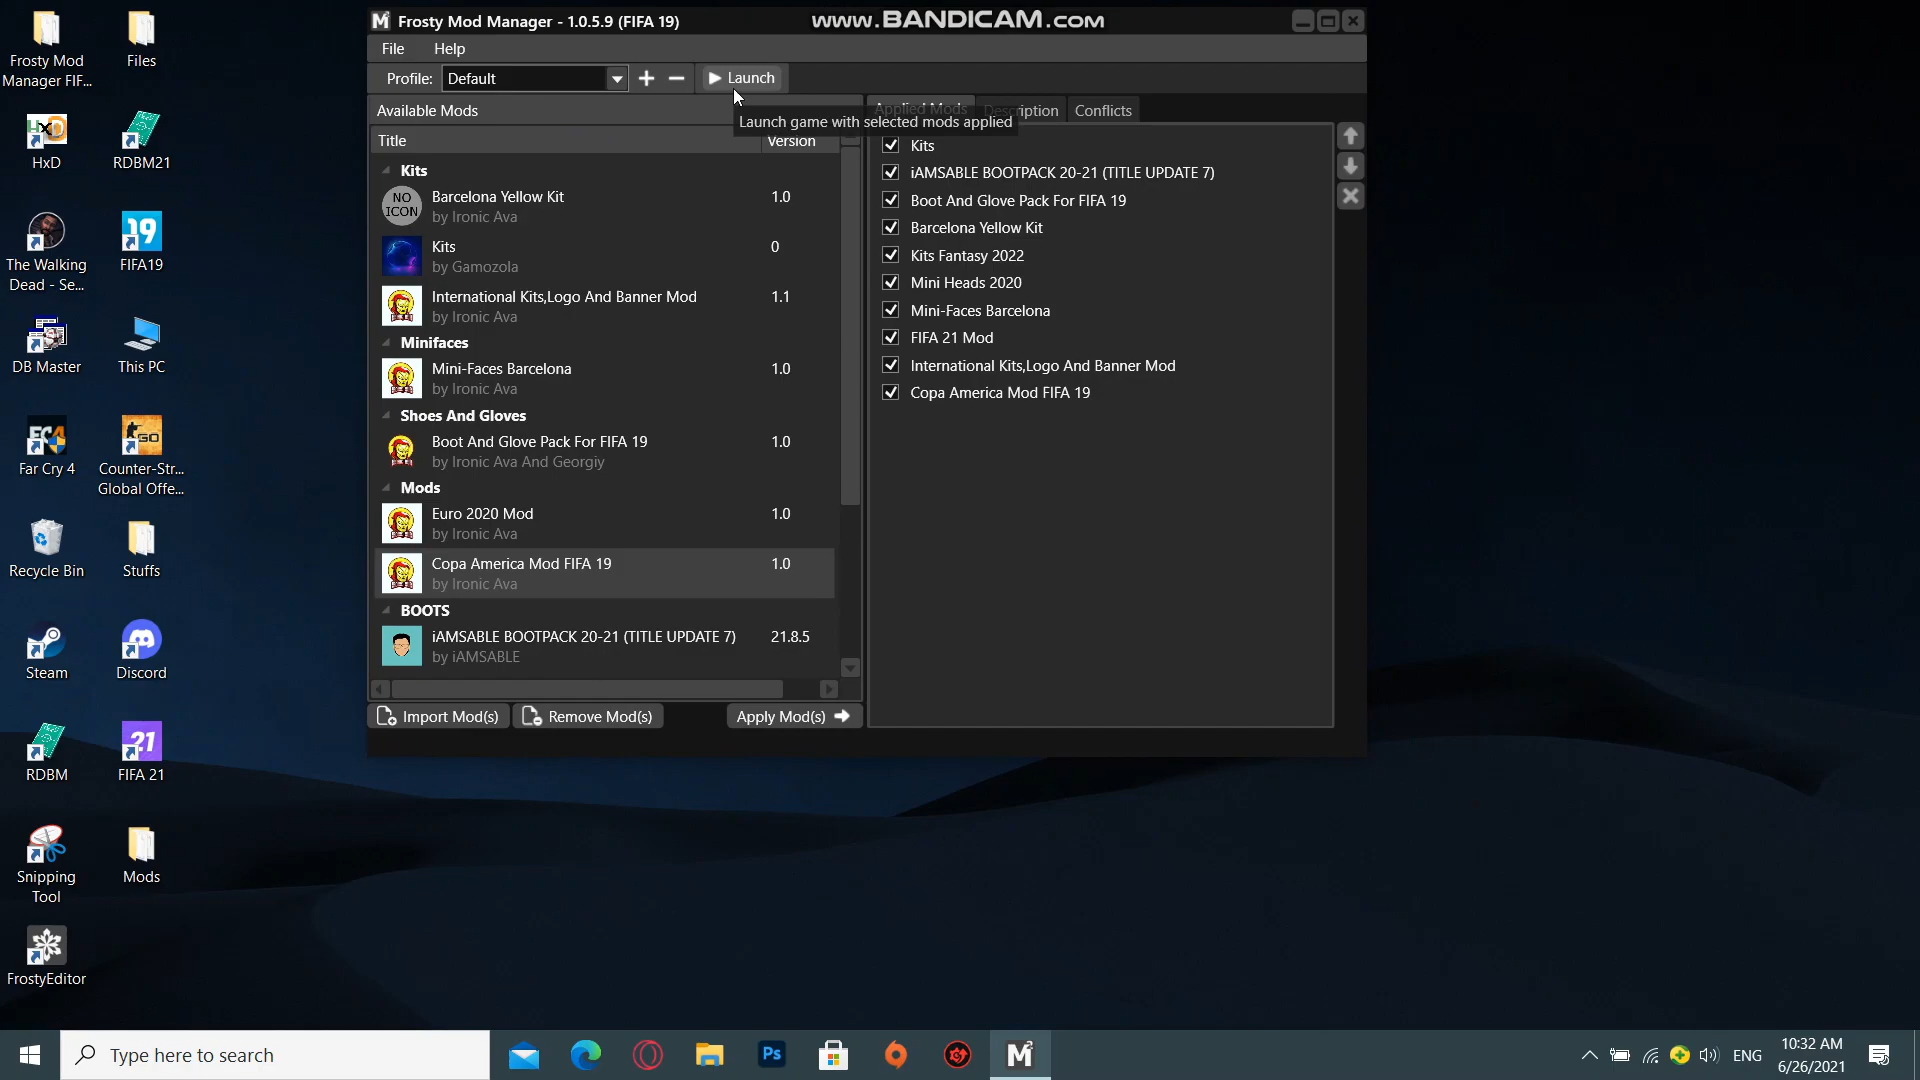 Frosty Mod Manager - 1.0.5.9 (FIFA 19)
www.BANDICAM.com
File Help
Profile: Default Launch
Available Mods
Applied Mods Description Conflicts
Launch game with selected mods applied
Title Version
Kits
Barcelona Yellow Kit 1.0
by Ironic Ava
Kits 0
by Gamozola
International Kits,Logo And Banner Mod 1.1
by Ironic Ava
Minifaces
Mini-Faces Barcelona 1.0
by Ironic Ava
Shoes And Gloves
Boot And Glove Pack For FIFA 19 1.0
by Ironic Ava And Georgiy
Mods
Euro 2020 Mod 1.0
by Ironic Ava
Copa America Mod FIFA 19 1.0
by Ironic Ava
BOOTS
iAMSABLE BOOTPACK 20-21 (TITLE UPDATE 7) 21.8.5
by iAMSABLE
NO
ICON
Import Mod(s) Remove Mod(s) Apply Mod(s)
Kits
iAMSABLE BOOTPACK 20-21 (TITLE UPDATE 7)
Boot And Glove Pack For FIFA 19
Barcelona Yellow Kit
Kits Fantasy 2022
Mini Heads 2020
Mini-Faces Barcelona
FIFA 21 Mod
International Kits,Logo And Banner Mod
Copa America Mod FIFA 19
Frosty Mod
Manager FIF...
Files
HxD
RDBM21
The Walking
Dead - Se...
19
FIFA19
DB Master
This PC
Far Cry 4
GO
Counter-Str...
Global Offe...
Recycle Bin
Stuffs
Steam
Discord
RDBM
21
FIFA 21
Snipping
Tool
Mods
FrostyEditor
Type here to search
Ps
ENG
10:32 AM
6/26/2021